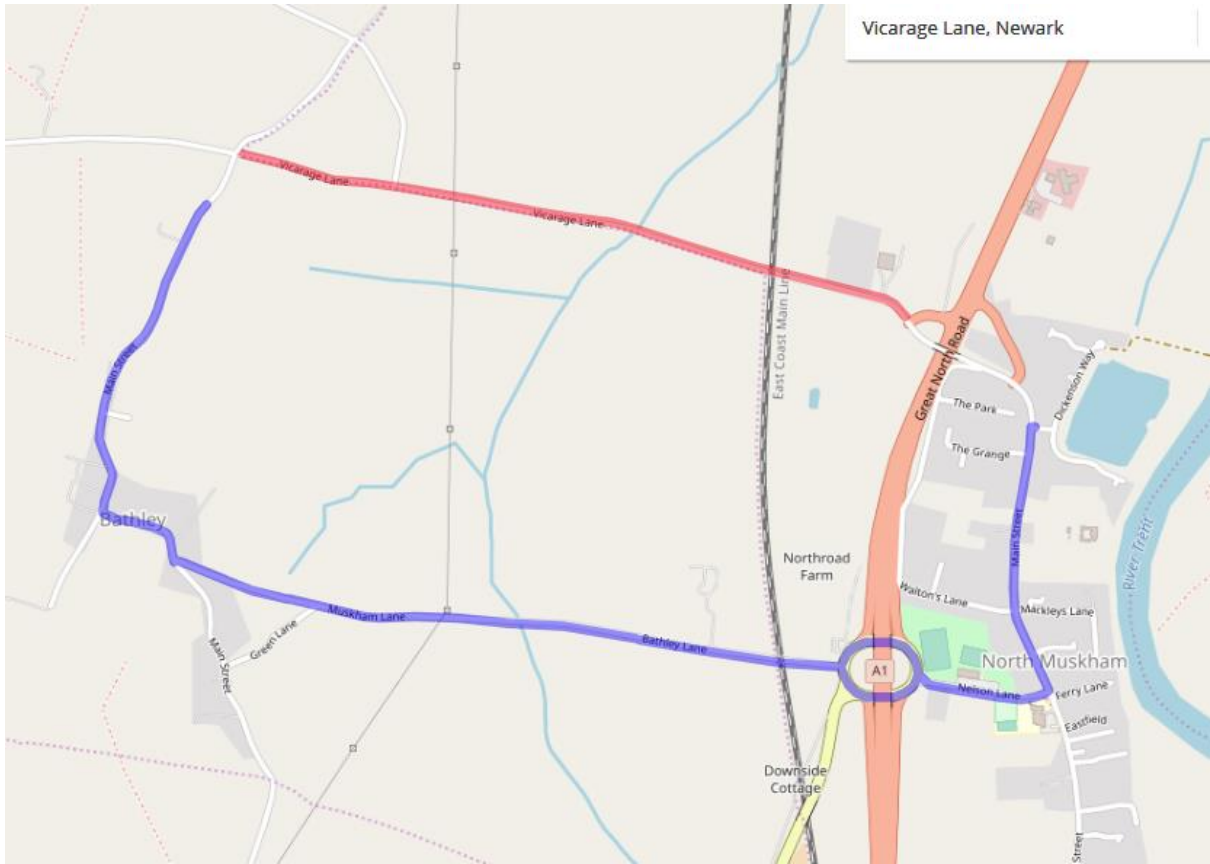 Vicarage Lane, Newark
Vicarage Lane
Vicarage Lane
East Coast Main Line
Great North Road
Dickenson Way
The Park
The Grange
Main Street
Main Street
Bathley
River Trent
Northroad
Farm
Walton's Lane
Mackleys Lane
Muskham Lane
Green Lane
Main Street
Bathley Lane
A1
North Muskham
Nelson Lane
Ferry Lane
Eastfield
Downside
Cottage
Street